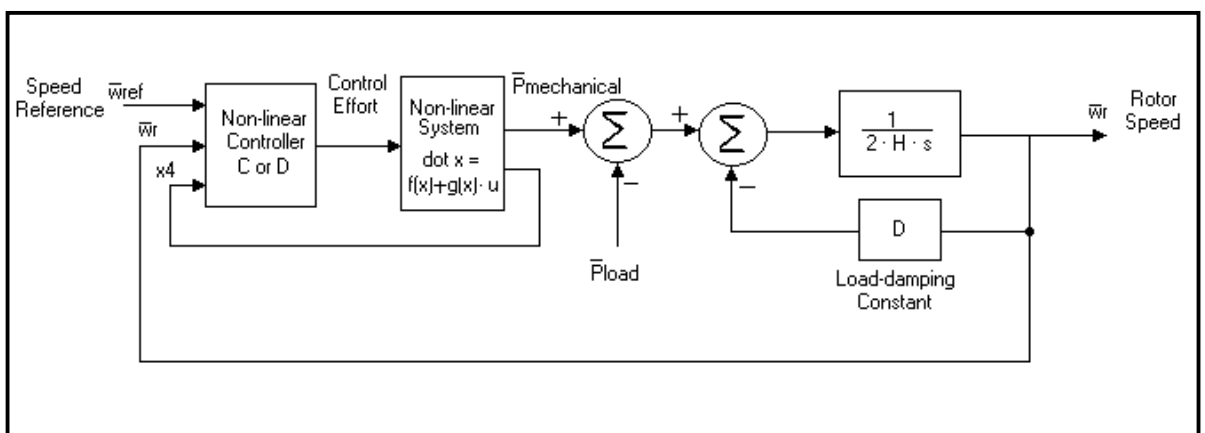 Speed
Reference
w̅ref
w̅r
x4
Non-linear
Controller
C or D
Control
Effort
Non-linear
System
dot x =
f(x)+g(x)· u
P̅mechanical
+
Σ
−
P̅load
+
Σ
−
1
2 · H · s
D
Load-damping
Constant
w̅r
Rotor
Speed